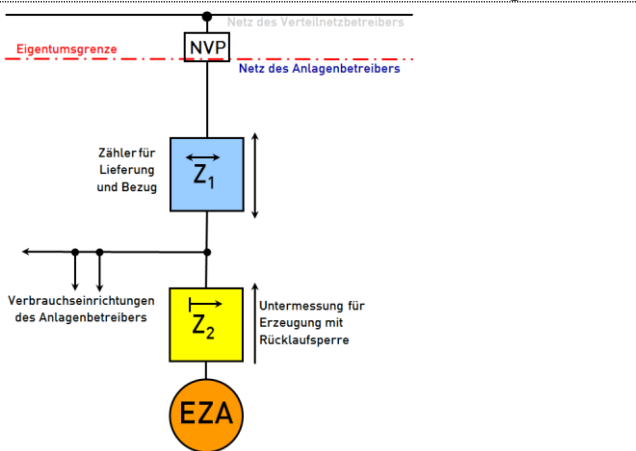 Netz des Verteilnetzbetreibers
NVP
Eigentumsgrenze
Netz des Anlagenbetreibers
Zähler für
Lieferung
und Bezug
Z₁
Verbrauchseinrichtungen
des Anlagenbetreibers
Z₂
Untermessung für
Erzeugung mit
Rücklaufsperre
EZA